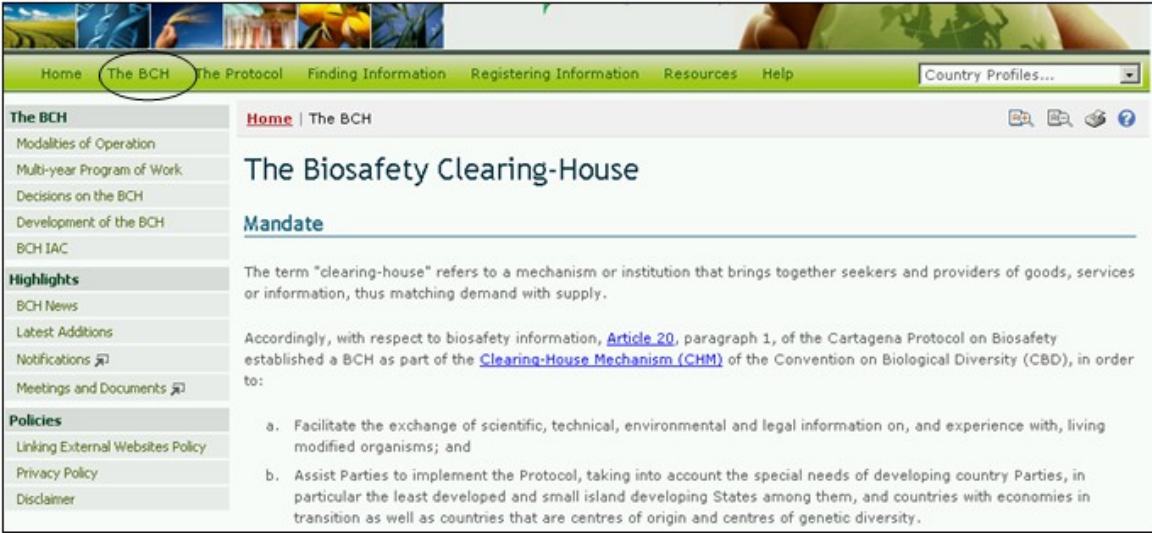 Home The BCH The Protocol Finding Information Registering Information Resources Help Country Profiles...
The BCH
Modalities of Operation
Multi-year Program of Work
Decisions on the BCH
Development of the BCH
BCH IAC
Highlights
BCH News
Latest Additions
Notifications
Meetings and Documents
Policies
Linking External Websites Policy
Privacy Policy
Disclaimer
Home | The BCH
The Biosafety Clearing-House
Mandate
The term "clearing-house" refers to a mechanism or institution that brings together seekers and providers of goods, services
or information, thus matching demand with supply.
Accordingly, with respect to biosafety information, Article 20, paragraph 1, of the Cartagena Protocol on Biosafety
established a BCH as part of the Clearing-House Mechanism (CHM) of the Convention on Biological Diversity (CBD), in order
to:
a. Facilitate the exchange of scientific, technical, environmental and legal information on, and experience with, living
modified organisms; and
b. Assist Parties to implement the Protocol, taking into account the special needs of developing country Parties, in
particular the least developed and small island developing States among them, and countries with economies in
transition as well as countries that are centres of origin and centres of genetic diversity.